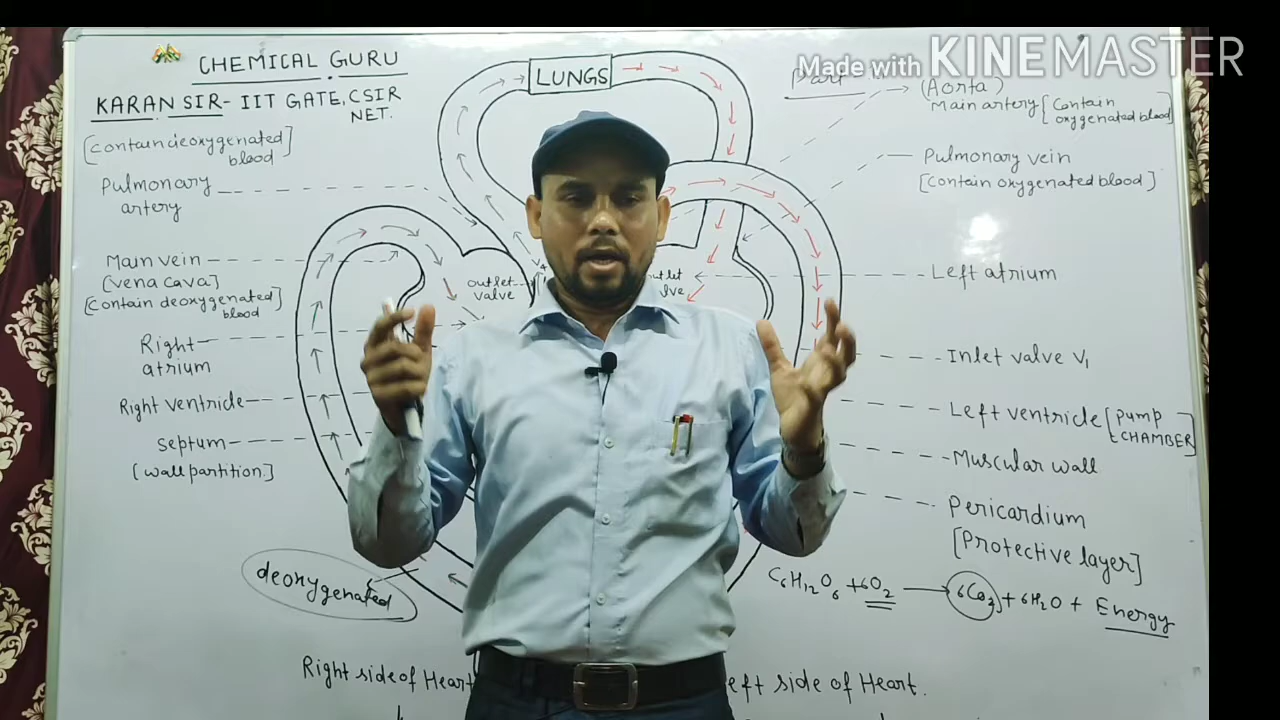 CHEMICAL GURU
KARAN SIR- IIT GATE, CSIR
NET.
[Contain deoxygenated]
blood
Pulmonary
artery
Main vein
[vena cava]
[Contain deoxygenated]
blood
Right
atrium
Right ventricle
septum
[wall partition]
deoxygenated
LUNGS
outlet
valve
Made with KINEMASTER
Part
(Aorta)
Main artery [Contain
oxygenated blood]
Pulmonary vein
[Contain oxygenated blood]
Left atrium
Inlet valve V1
Left ventricle [Pump
CHAMBER]
Muscular wall
Pericardium
[Protective layer]
C6H12O6 + 6O2 → 6CO2 + 6H2O + Energy
Right side of Heart
eft side of Heart.